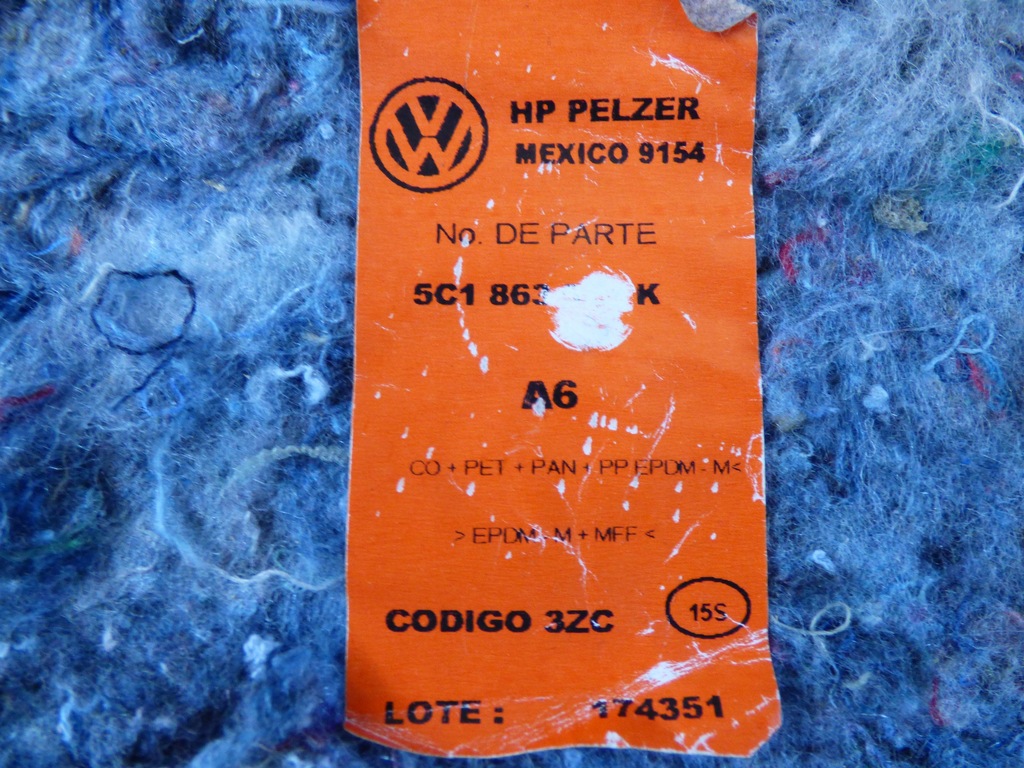 HP PELZER
MEXICO 9154
No. DE PARTE
5C1 863 K
A6
CO + PET + PAN + PP EPDM - M<
> EPDM - M + MFF <
CODIGO 3ZC
15S
LOTE : 174351